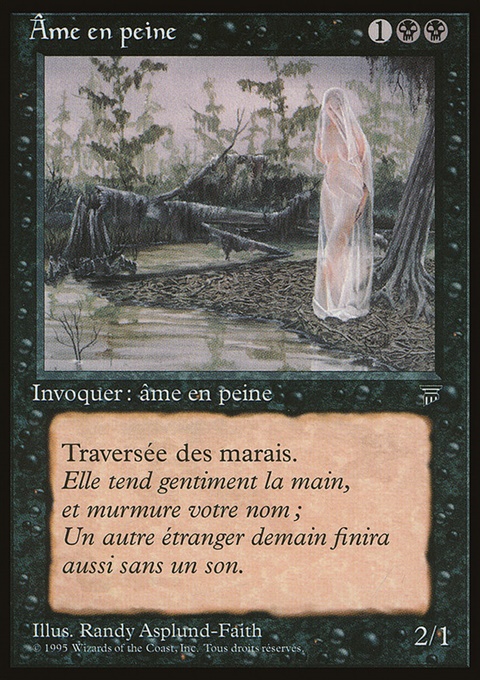 Âme en peine
1
Invoquer : âme en peine
Traversée des marais.
Elle tend gentiment la main,
et murmure votre nom ;
Un autre étranger demain finira
aussi sans un son.
Illus. Randy Asplund-Faith
2/1
© 1995 Wizards of the Coast, Inc. Tous droits réservés.